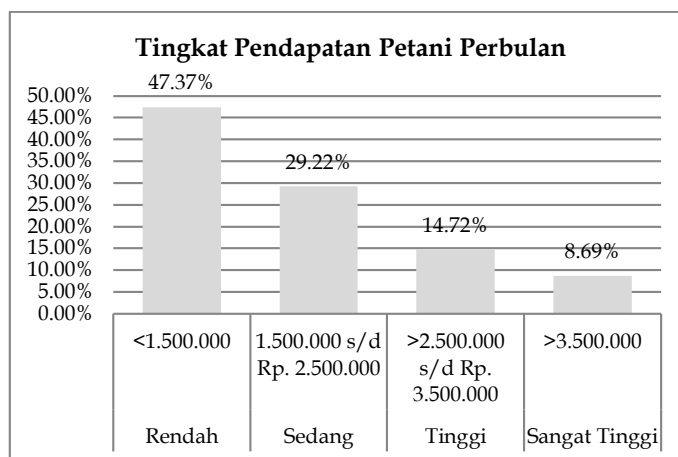 Tingkat Pendapatan Petani Perbulan
47.37%
50.00%
45.00%
40.00%
35.00%
29.22%
30.00%
25.00%
20.00%
14.72%
15.00%
8.69%
10.00%
5.00%
0.00%
<1.500.000
1.500.000 s/d
Rp. 2.500.000
>2.500.000
s/d Rp.
3.500.000
>3.500.000
Rendah
Sedang
Tinggi
Sangat Tinggi